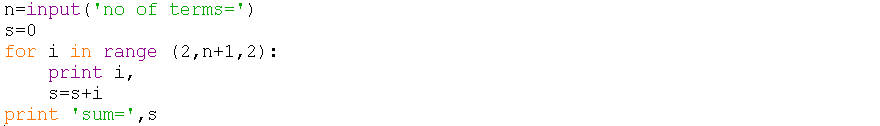 n=input('no of terms=')
s=0
for i in range (2,n+1,2):
    print i,
    s=s+i
print 'sum=',s